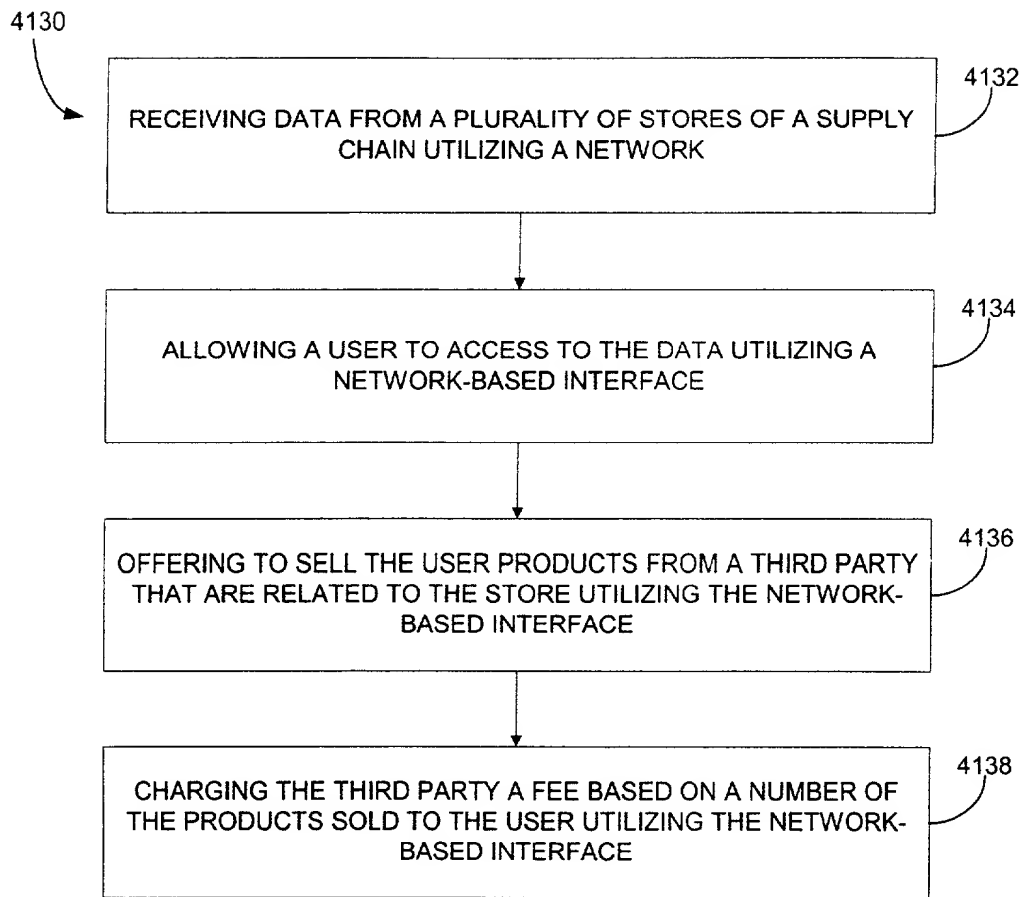 4130
4132
RECEIVING DATA FROM A PLURALITY OF STORES OF A SUPPLY
CHAIN UTILIZING A NETWORK
4134
ALLOWING A USER TO ACCESS TO THE DATA UTILIZING A
NETWORK-BASED INTERFACE
4136
OFFERING TO SELL THE USER PRODUCTS FROM A THIRD PARTY
THAT ARE RELATED TO THE STORE UTILIZING THE NETWORK-
BASED INTERFACE
4138
CHARGING THE THIRD PARTY A FEE BASED ON A NUMBER OF
THE PRODUCTS SOLD TO THE USER UTILIZING THE NETWORK-
BASED INTERFACE